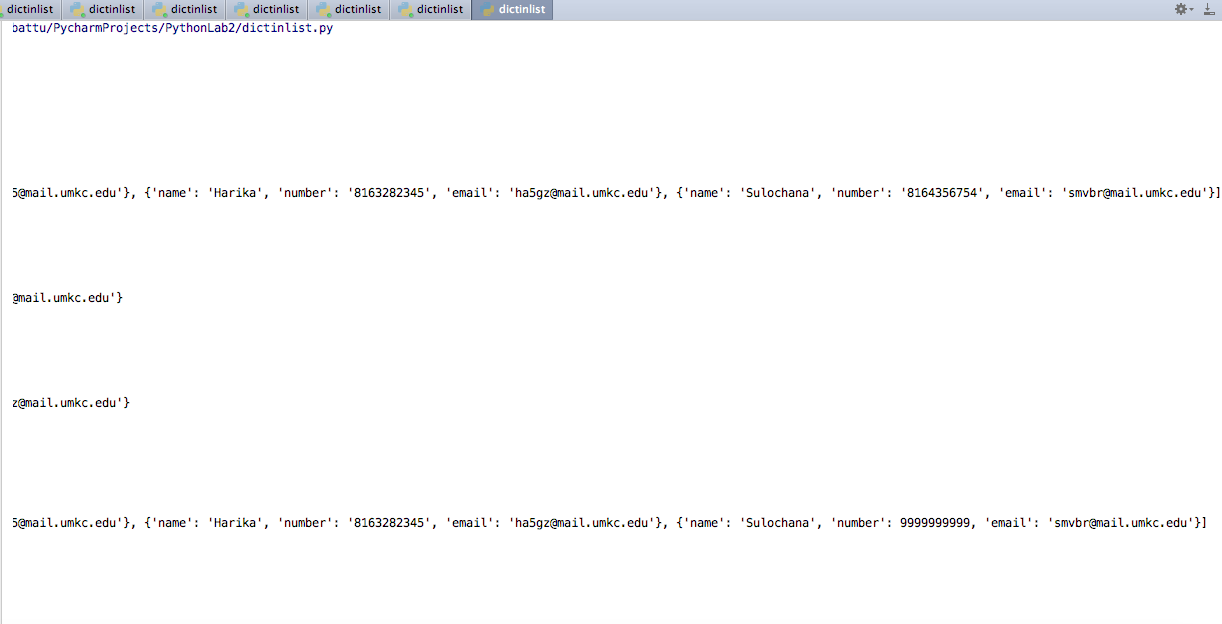 dictinlist dictinlist dictinlist dictinlist dictinlist dictinlist dictinlist
battu/PycharmProjects/PythonLab2/dictinlist.py
5@mail.umkc.edu'}, {'name': 'Harika', 'number': '8163282345', 'email': 'ha5gz@mail.umkc.edu'}, {'name': 'Sulochana', 'number': '8164356754', 'email': 'smvbr@mail.umkc.edu'}]
@mail.umkc.edu'}
z@mail.umkc.edu'}
5@mail.umkc.edu'}, {'name': 'Harika', 'number': '8163282345', 'email': 'ha5gz@mail.umkc.edu'}, {'name': 'Sulochana', 'number': 9999999999, 'email': 'smvbr@mail.umkc.edu'}]